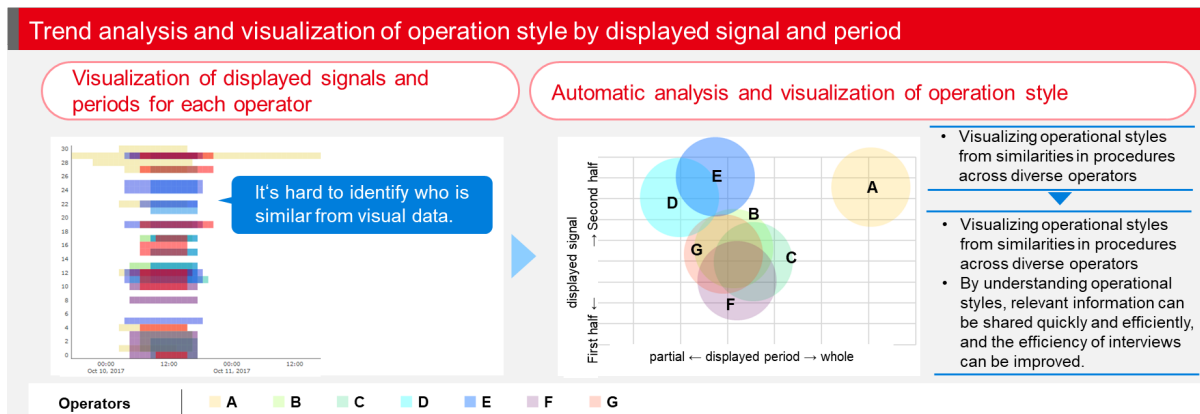 Trend analysis and visualization of operation style by displayed signal and period
Visualization of displayed signals and
periods for each operator
Automatic analysis and visualization of operation style
30
28
26
24
22
20
18
16
14
12
10
8
6
4
2
0
00:00
Oct 10, 2017
12:00
00:00
Oct 11, 2017
12:00
It's hard to identify who is
similar from visual data.
displayed signal
First half ← → Second half
E
D
A
B
G
C
F
partial ← displayed period → whole
• Visualizing operational styles
from similarities in procedures
across diverse operators
• Visualizing operational styles
from similarities in procedures
across diverse operators
• By understanding operational
styles, relevant information can
be shared quickly and efficiently,
and the efficiency of interviews
can be improved.
Operators A B C D E F G